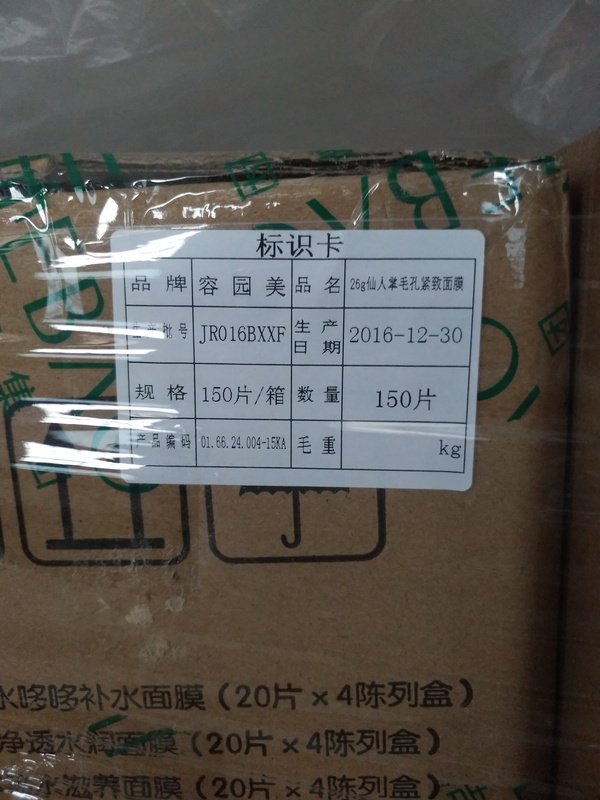 标识卡
品牌 容园美 品名 26g仙人掌毛孔紧致面膜
生产批号 JR016BXXF 生产日期 2016-12-30
规格 150片/箱 数量 150片
产品编码 01.66.24.004-15KA 毛重 kg
水哆哆补水面膜（20片×4陈列盒）
净透水润面膜（20片×4陈列盒）
水滋养面膜（20片×4陈列盒）